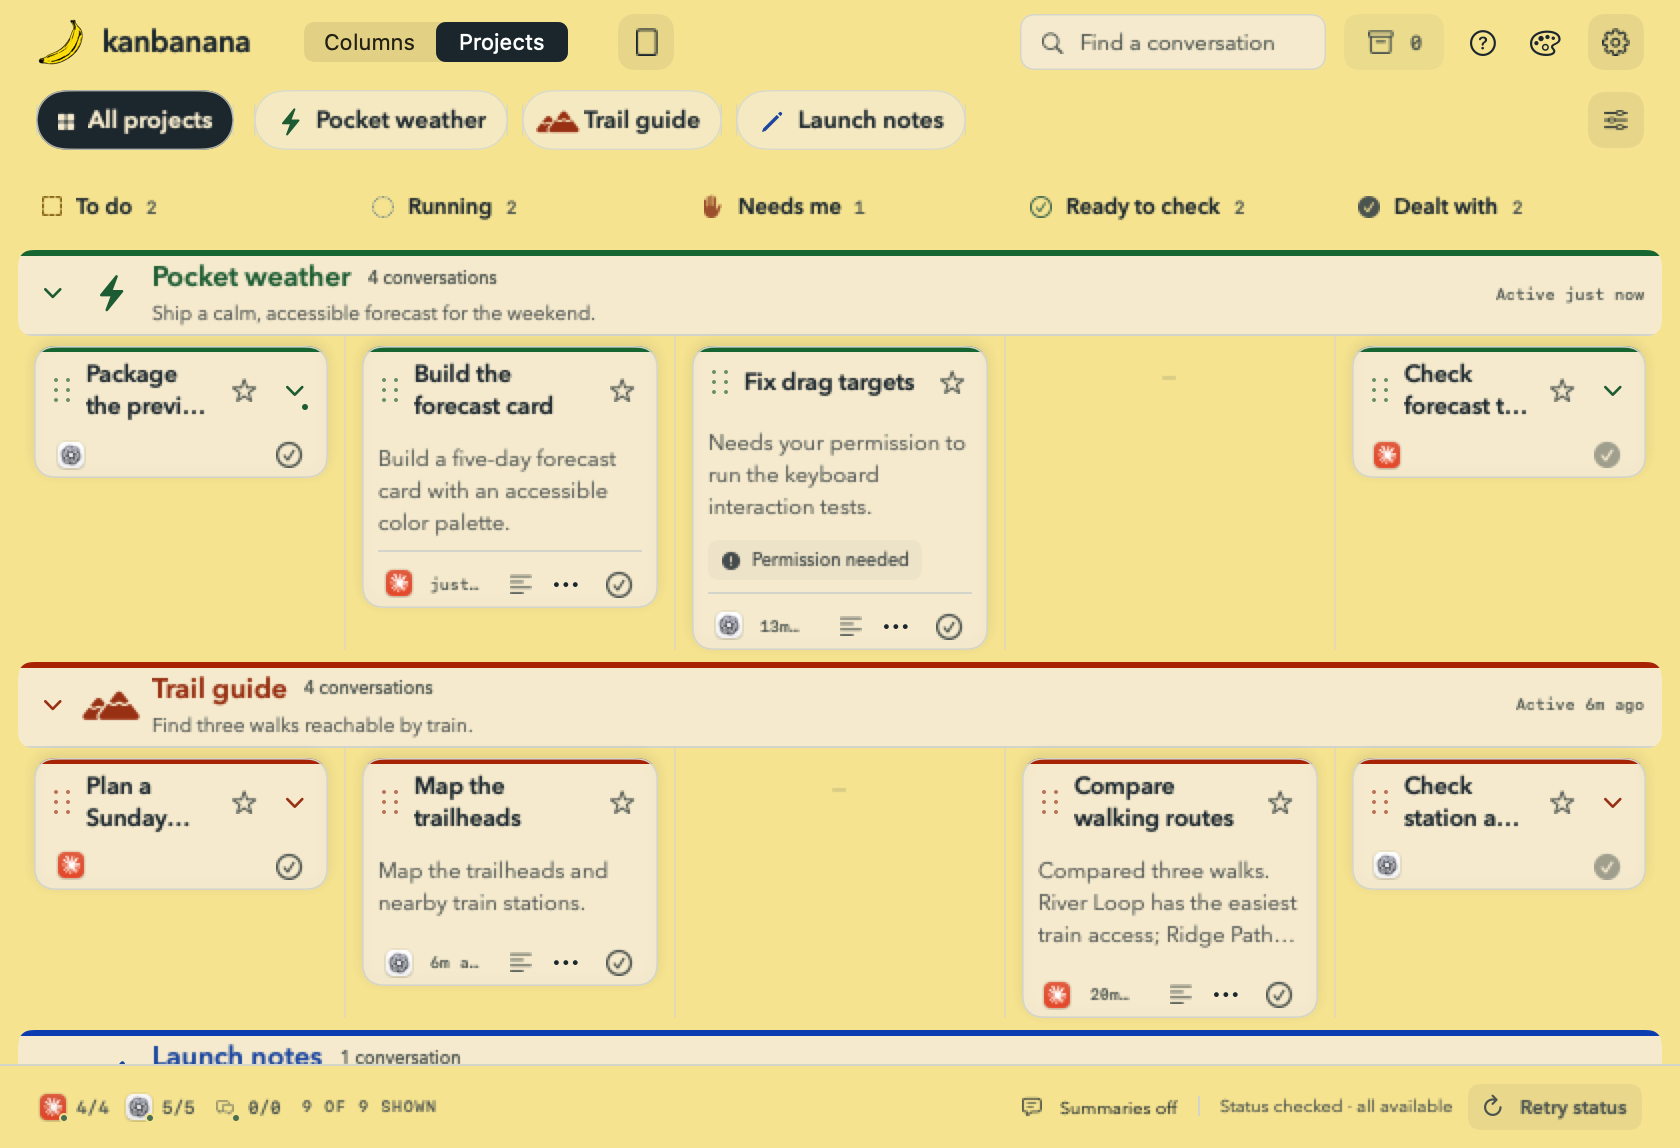 kanbanana
Columns
Projects
Find a conversation
0
All projects
Pocket weather
Trail guide
Launch notes
To do 2
Running 2
Needs me 1
Ready to check 2
Dealt with 2
Pocket weather 4 conversations
Ship a calm, accessible forecast for the weekend.
Active just now
Package
the previ...
Build the
forecast card
Build a five-day forecast
card with an accessible
color palette.
just...
Fix drag targets
Needs your permission to
run the keyboard
interaction tests.
Permission needed
13m...
Check
forecast t...
Trail guide 4 conversations
Find three walks reachable by train.
Active 6m ago
Plan a
Sunday...
Map the
trailheads
Map the trailheads and
nearby train stations.
6m a...
Compare
walking routes
Compared three walks.
River Loop has the easiest
train access; Ridge Path...
20m...
Check
station a...
Launch notes 1 conversation
4/4 5/5 0/0 9 OF 9 SHOWN
Summaries off
Status checked - all available
Retry status